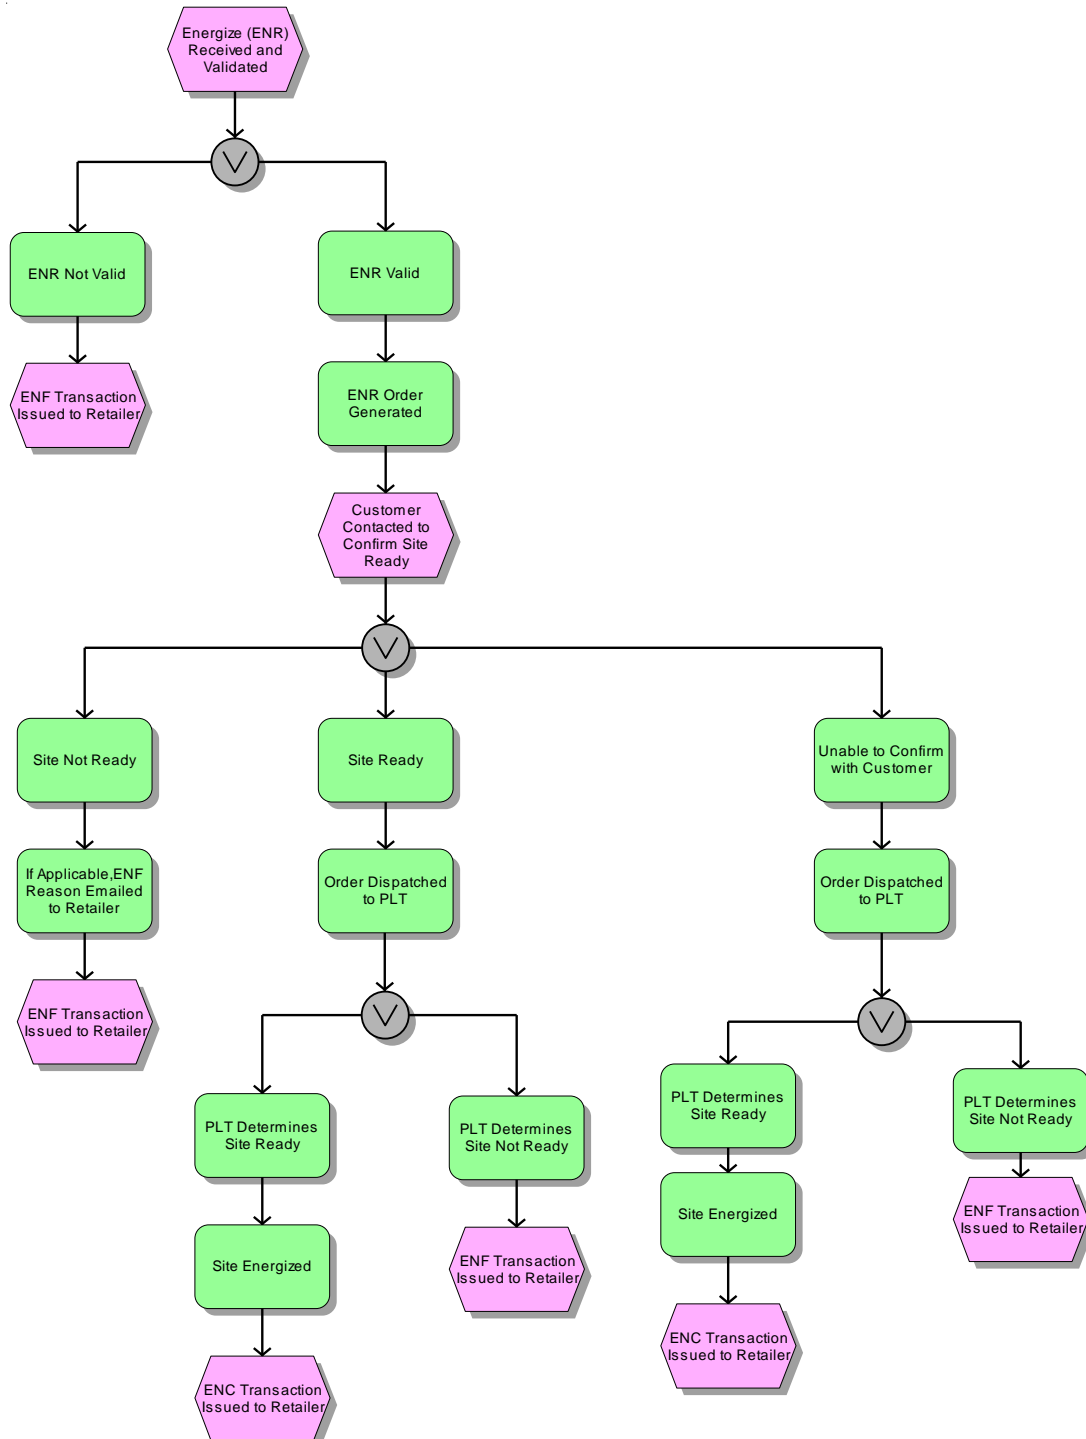 Energize (ENR)
Received and
Validated
ENR Not Valid
ENR Valid
ENF Transaction
Issued to Retailer
ENR Order
Generated
Customer
Contacted to
Confirm Site
Ready
Site Not Ready
Site Ready
Unable to Confirm
with Customer
If Applicable,ENF
Reason Emailed
to Retailer
Order Dispatched
to PLT
Order Dispatched
to PLT
ENF Transaction
Issued to Retailer
PLT Determines
Site Ready
PLT Determines
Site Not Ready
PLT Determines
Site Ready
PLT Determines
Site Not Ready
Site Energized
ENF Transaction
Issued to Retailer
Site Energized
ENF Transaction
Issued to Retailer
ENC Transaction
Issued to Retailer
ENC Transaction
Issued to Retailer